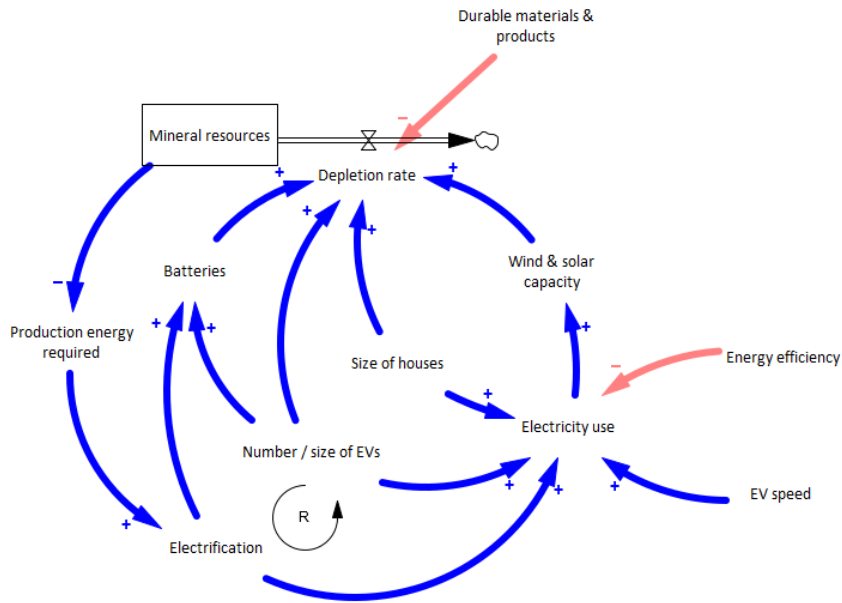 Durable materials &
products
–
Mineral resources
+
Depletion rate
+
+
+
Batteries
Wind & solar
capacity
–
+
+
+
Production energy
required
Size of houses
–
Energy efficiency
+
Electricity use
Number / size of EVs
+
+
+
EV speed
R
+
Electrification